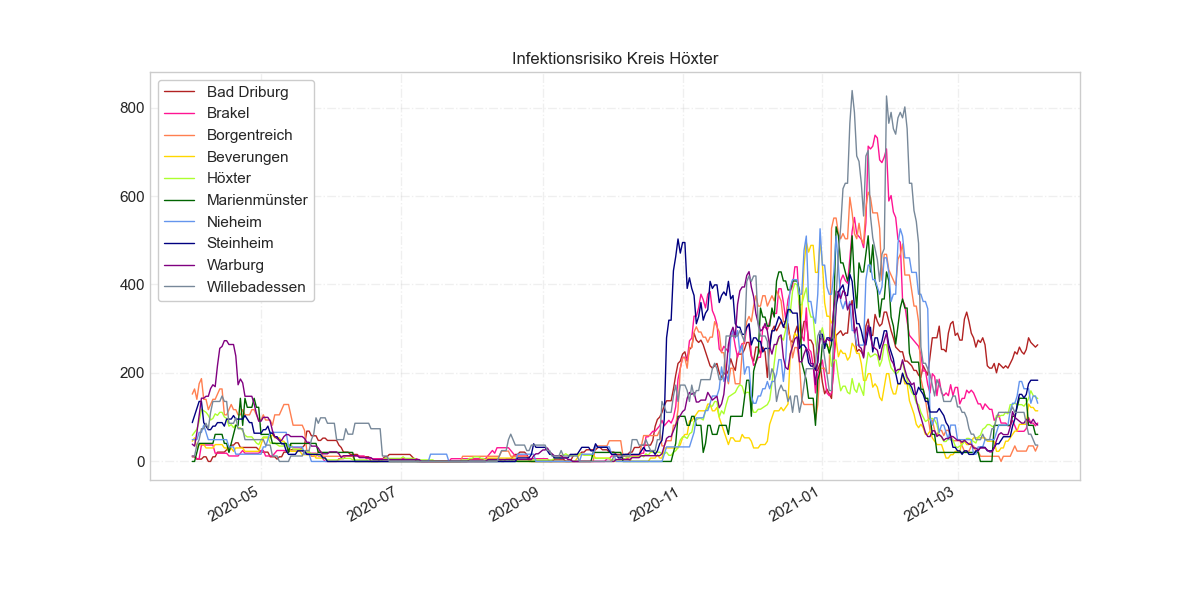 Infektionsrisiko Kreis Höxter
Bad Driburg
Brakel
Borgentreich
Beverungen
Höxter
Marienmünster
Nieheim
Steinheim
Warburg
Willebadessen
800
600
400
200
0
2020-05
2020-07
2020-09
2020-11
2021-01
2021-03